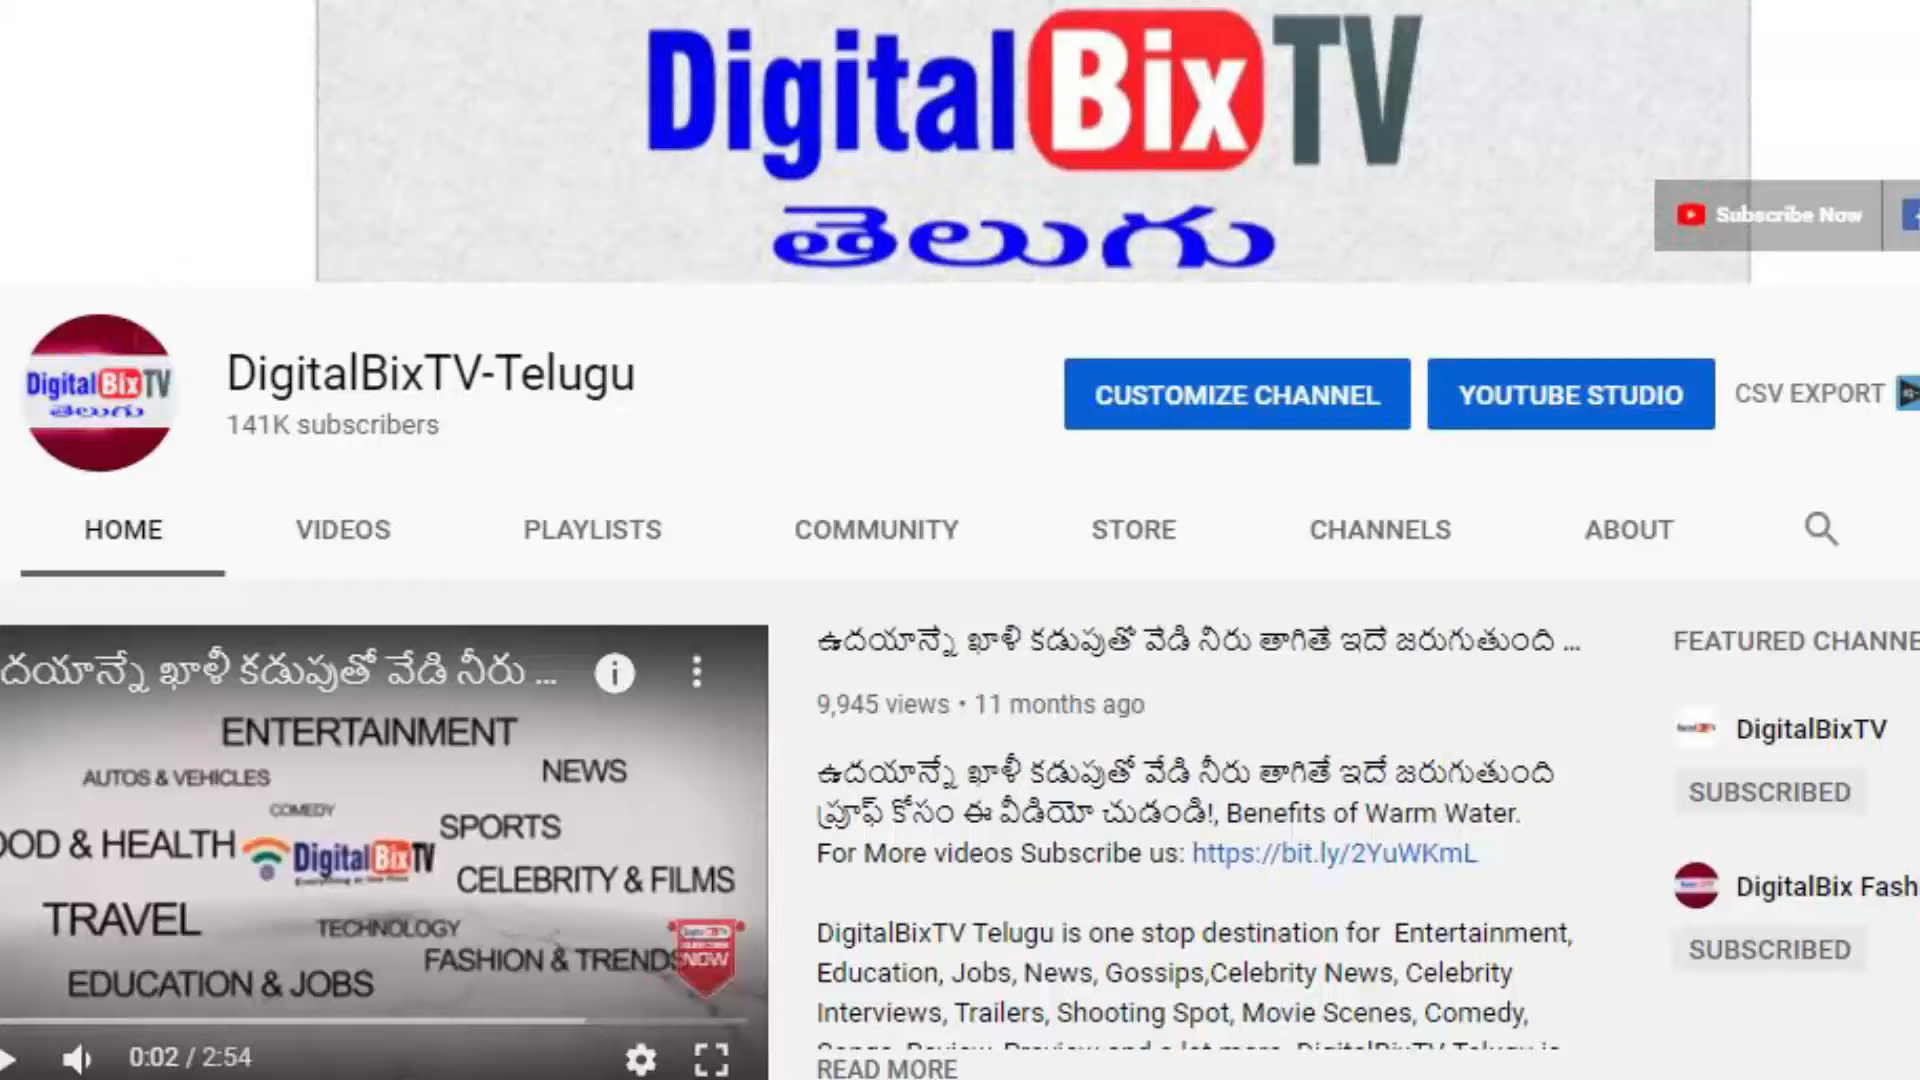 DigitalBixTV
తెలుగు
Subscribe Now
DigitalBixTV
తెలుగు
DigitalBixTV-Telugu
141K subscribers
CUSTOMIZE CHANNEL
YOUTUBE STUDIO
CSV EXPORT
HOME
VIDEOS
PLAYLISTS
COMMUNITY
STORE
CHANNELS
ABOUT
దయాన్నే ఖాళీ కడుపుతో వేడి నీరు ...
ENTERTAINMENT
AUTOS & VEHICLES
NEWS
COMEDY
SPORTS
OOD & HEALTH
DigitalBixTV
CELEBRITY & FILMS
TRAVEL
TECHNOLOGY
FASHION & TRENDS
NOW
EDUCATION & JOBS
0:02 / 2:54
ఉదయాన్నే ఖాళీ కడుపుతో వేడి నీరు తాగితే ఇదే జరుగుతుంది ...
9,945 views • 11 months ago
ఉదయాన్నే ఖాళీ కడుపుతో వేడి నీరు తాగితే ఇదే జరుగుతుంది
ప్రూఫ్ కోసం ఈ వీడియో చుడండి!, Benefits of Warm Water.
For More videos Subscribe us: https://bit.ly/2YuWKmL
DigitalBixTV Telugu is one stop destination for Entertainment,
Education, Jobs, News, Gossips,Celebrity News, Celebrity
Interviews, Trailers, Shooting Spot, Movie Scenes, Comedy,
READ MORE
FEATURED CHANNE
DigitalBixTV
SUBSCRIBED
DigitalBix Fash
SUBSCRIBED